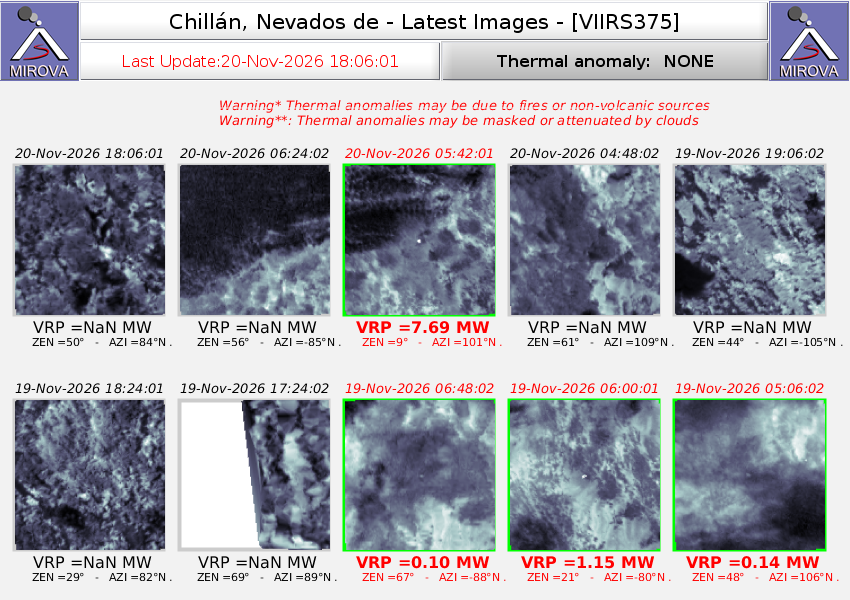 Chillán, Nevados de - Latest Images - [VIIRS375]
MIROVA
Last Update:20-Nov-2026 18:06:01
Thermal anomaly: NONE
MIROVA
Warning* Thermal anomalies may be due to fires or non-volcanic sources
Warning**: Thermal anomalies may be masked or attenuated by clouds
20-Nov-2026 18:06:01
20-Nov-2026 06:24:02
20-Nov-2026 05:42:01
20-Nov-2026 04:48:02
19-Nov-2026 19:06:02
VRP =NaN MW
VRP =NaN MW
VRP =7.69 MW
VRP =NaN MW
VRP =NaN MW
ZEN =50° - AZI =84°N .
ZEN =56° - AZI =-85°N .
ZEN =9° - AZI =101°N .
ZEN =61° - AZI =109°N .
ZEN =44° - AZI =-105°N .
19-Nov-2026 18:24:01
19-Nov-2026 17:24:02
19-Nov-2026 06:48:02
19-Nov-2026 06:00:01
19-Nov-2026 05:06:02
VRP =NaN MW
VRP =NaN MW
VRP =0.10 MW
VRP =1.15 MW
VRP =0.14 MW
ZEN =29° - AZI =82°N .
ZEN =69° - AZI =89°N .
ZEN =67° - AZI =-88°N .
ZEN =21° - AZI =-80°N .
ZEN =48° - AZI =106°N .